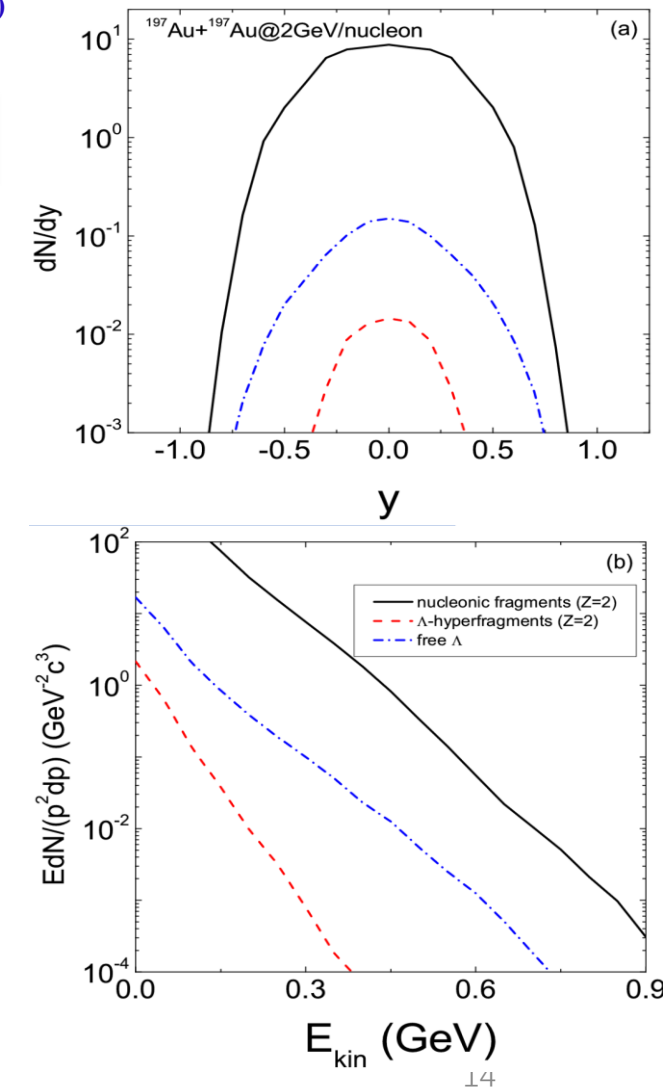 )
¹⁹⁷Au+¹⁹⁷Au@2GeV/nucleon
(a)
10¹
10⁰
10⁻¹
10⁻²
10⁻³
dN/dy
-1.0 -0.5 0.0 0.5 1.0
y
(b)
nucleonic fragments (Z=2)
Λ-hyperfragments (Z=2)
free Λ
10²
10⁰
10⁻²
10⁻⁴
EdN/(p²dp) (GeV⁻²c³)
0.0 0.3 0.6 0.9
E_kin (GeV)
14